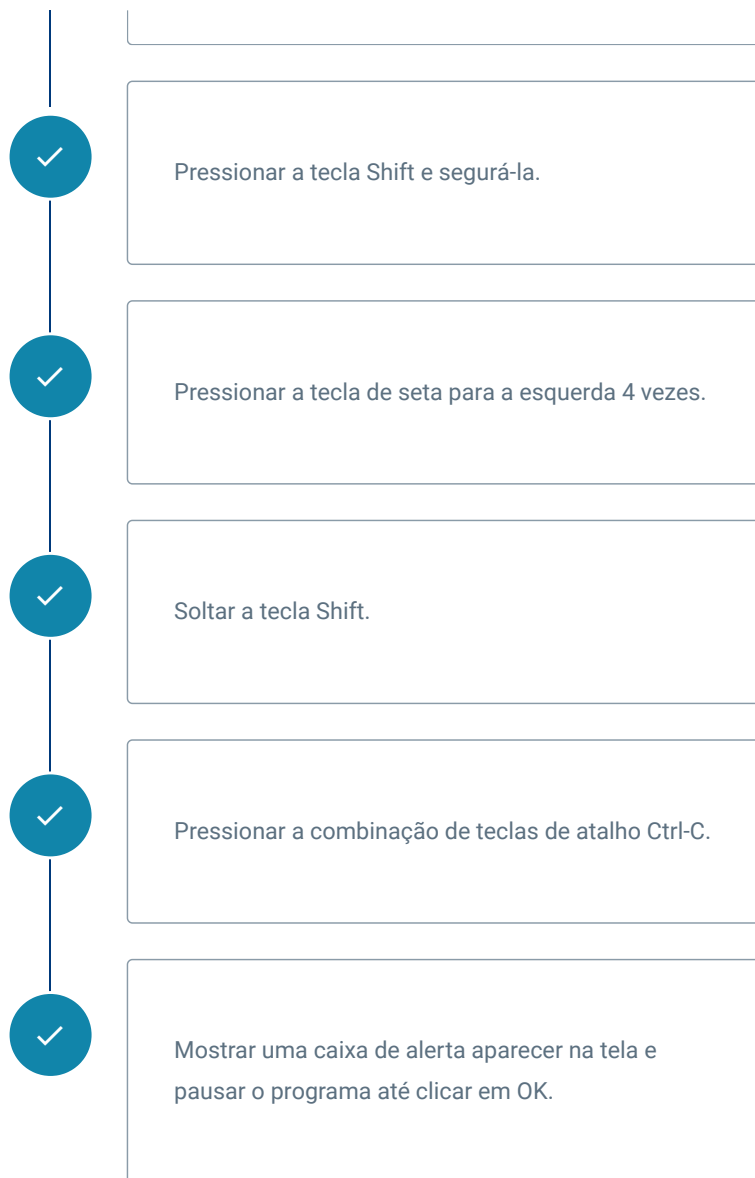 Pressionar a tecla Shift e segurá-la.
Pressionar a tecla de seta para a esquerda 4 vezes.
Soltar a tecla Shift.
Pressionar a combinação de teclas de atalho Ctrl-C.
Mostrar uma caixa de alerta aparecer na tela e
pausar o programa até clicar em OK.